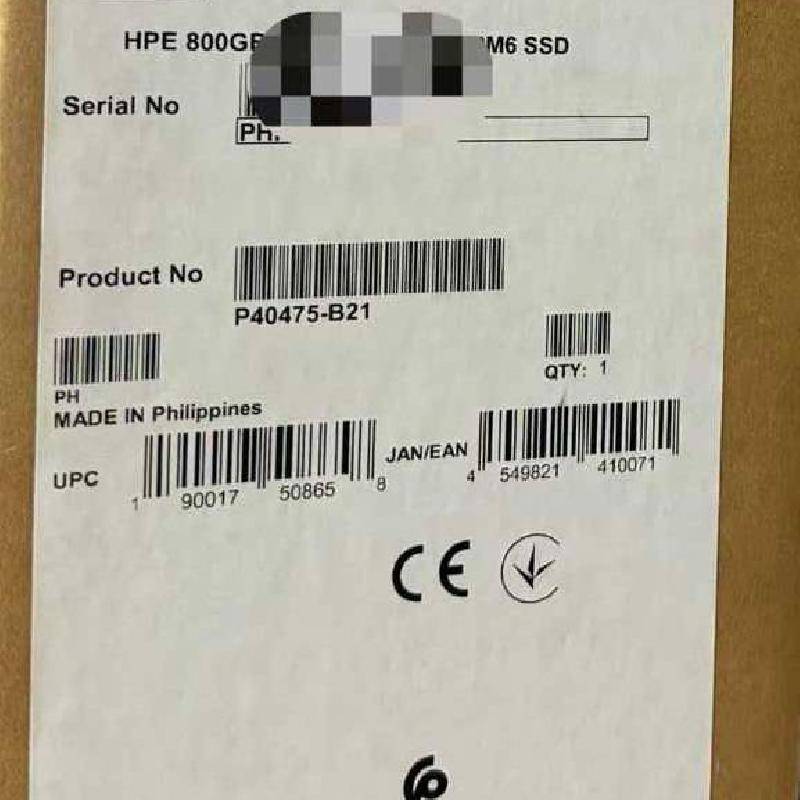 HPE 800GB M6 SSD
Serial No
Ph.
Product No
P40475-B21
PH
QTY: 1
MADE IN Philippines
UPC
1 90017 50865 8
JAN/EAN
4 549821 410071
CE